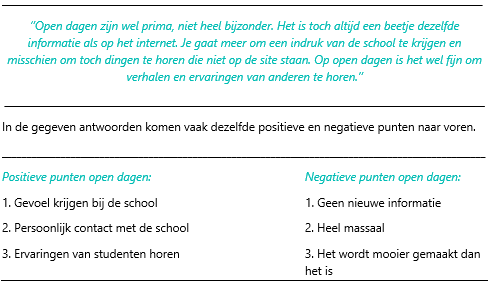 “Open dagen zijn wel prima, niet heel bijzonder. Het is toch altijd een beetje dezelfde
informatie als op het internet. Je gaat meer om een indruk van de school te krijgen en
misschien om toch dingen te horen die niet op de site staan. Op open dagen is het wel fijn om
verhalen en ervaringen van anderen te horen.”
In de gegeven antwoorden komen vaak dezelfde positieve en negatieve punten naar voren.
Positieve punten open dagen:
1. Gevoel krijgen bij de school
2. Persoonlijk contact met de school
3. Ervaringen van studenten horen
Negatieve punten open dagen:
1. Geen nieuwe informatie
2. Heel massaal
3. Het wordt mooier gemaakt dan
het is